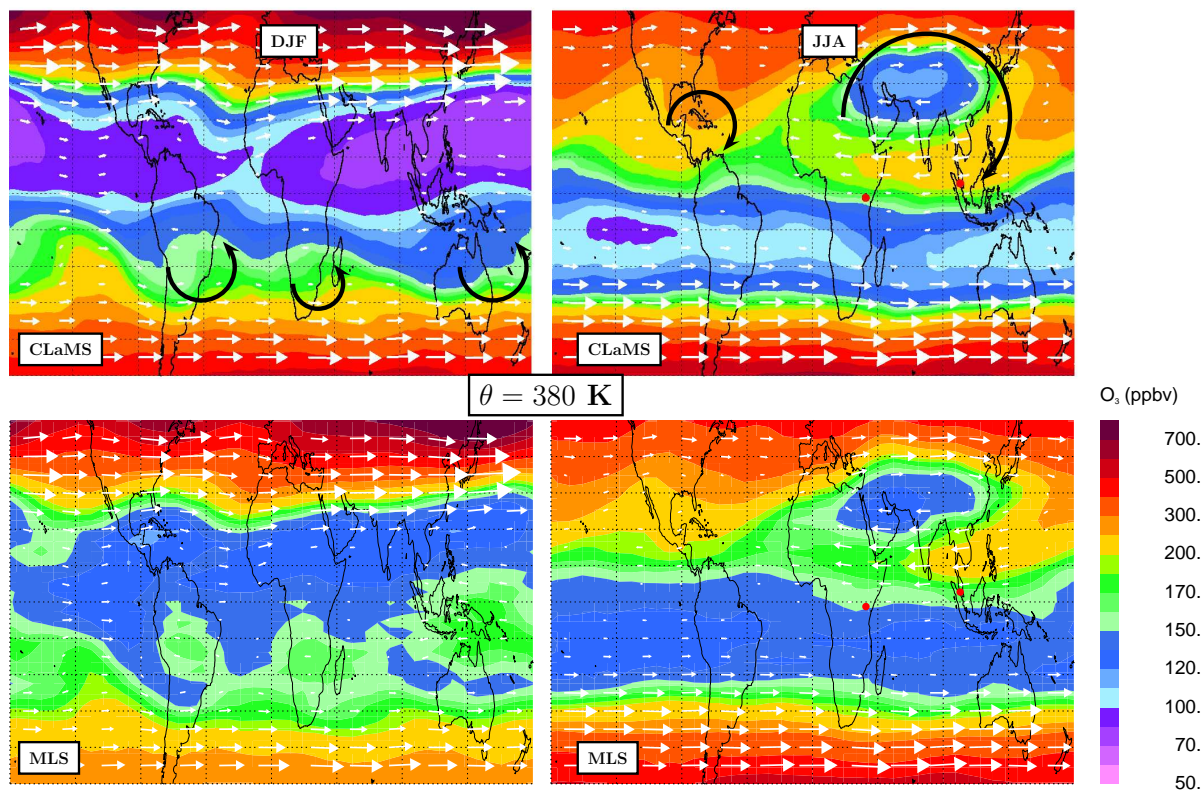 DJF
JJA
CLaMS
CLaMS
θ = 380 K
O₃ (ppbv)
700.
500.
300.
200.
170.
150.
120.
100.
70.
50.
MLS
MLS